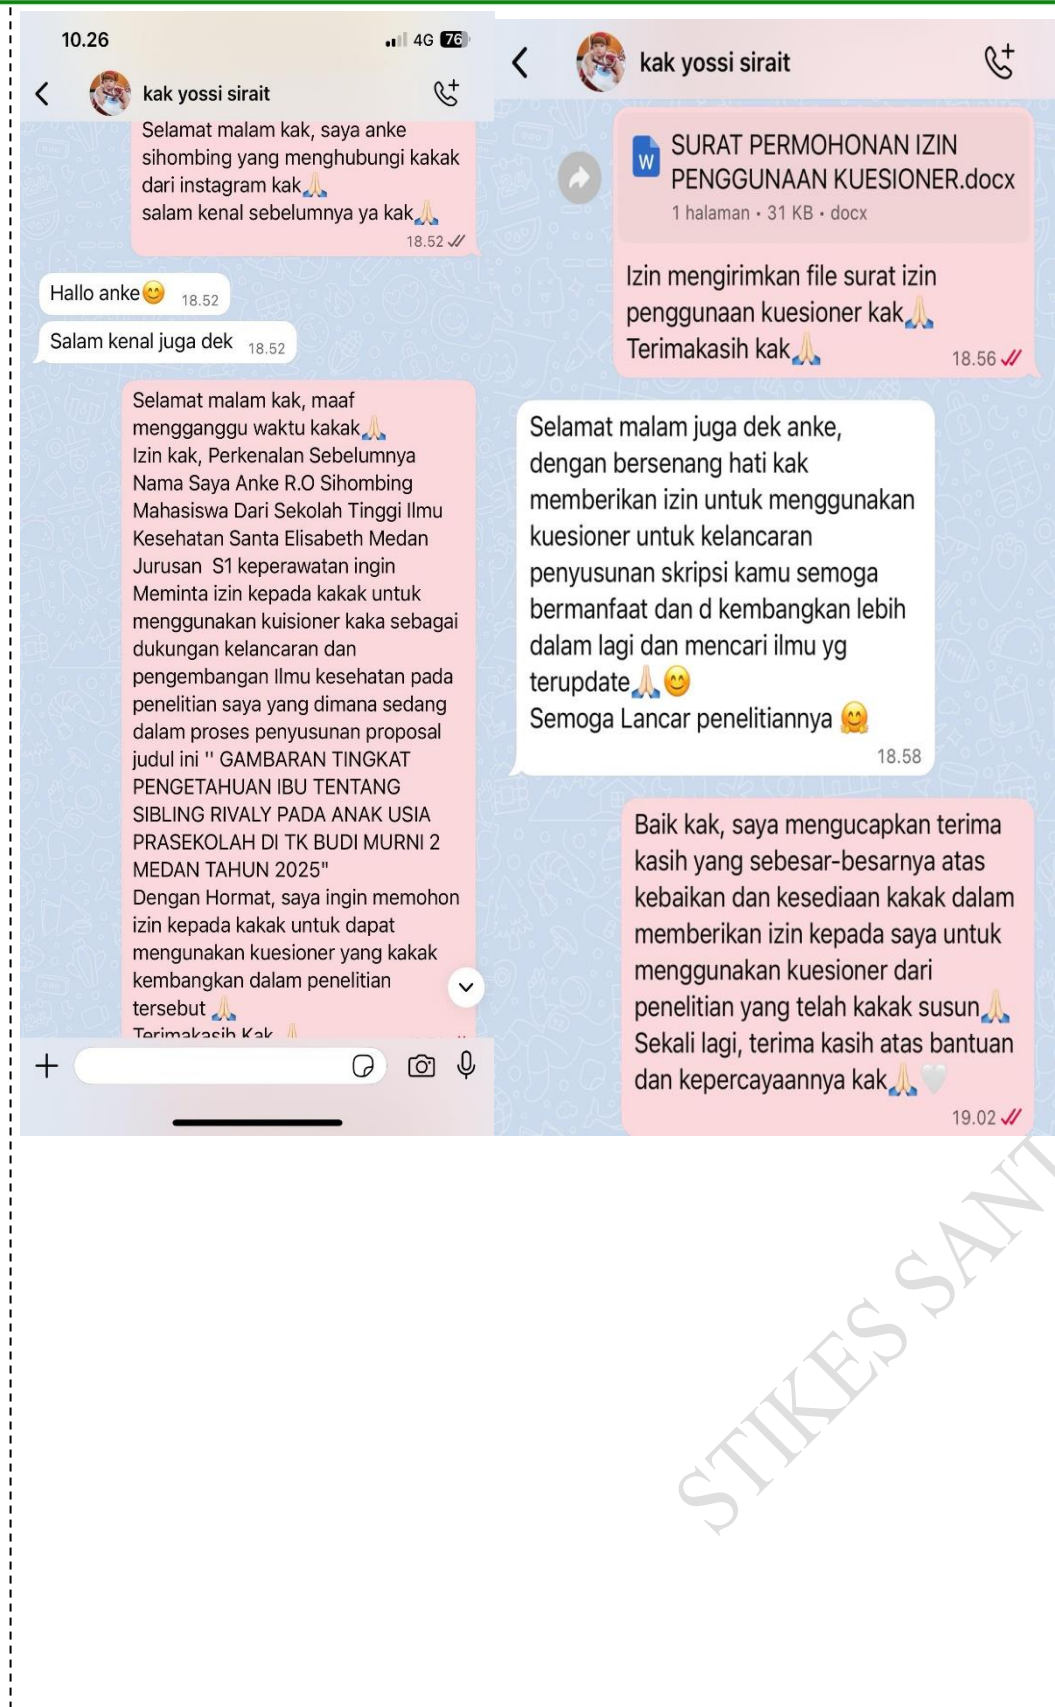 10.26
4G 76
kak yossi sirait
Selamat malam kak, saya anke
sihombing yang menghubungi kakak
dari instagram kak🙏🏻
salam kenal sebelumnya ya kak🙏🏻
18.52
Hallo anke😊 18.52
Salam kenal juga dek 18.52
Selamat malam kak, maaf
mengganggu waktu kakak🙏🏻
Izin kak, Perkenalan Sebelumnya
Nama Saya Anke R.O Sihombing
Mahasiswa Dari Sekolah Tinggi Ilmu
Kesehatan Santa Elisabeth Medan
Jurusan S1 keperawatan ingin
Meminta izin kepada kakak untuk
menggunakan kuisioner kaka sebagai
dukungan kelancaran dan
pengembangan Ilmu kesehatan pada
penelitian saya yang dimana sedang
dalam proses penyusunan proposal
judul ini '' GAMBARAN TINGKAT
PENGETAHUAN IBU TENTANG
SIBLING RIVALY PADA ANAK USIA
PRASEKOLAH DI TK BUDI MURNI 2
MEDAN TAHUN 2025"
Dengan Hormat, saya ingin memohon
izin kepada kakak untuk dapat
mengunakan kuesioner yang kakak
kembangkan dalam penelitian
tersebut 🙏🏻
Terimakasih Kak 🙏🏻
kak yossi sirait
W
SURAT PERMOHONAN IZIN
PENGGUNAAN KUESIONER.docx
1 halaman • 31 KB • docx
Izin mengirimkan file surat izin
penggunaan kuesioner kak🙏🏻
Terimakasih kak🙏🏻
18.56
Selamat malam juga dek anke,
dengan bersenang hati kak
memberikan izin untuk menggunakan
kuesioner untuk kelancaran
penyusunan skripsi kamu semoga
bermanfaat dan d kembangkan lebih
dalam lagi dan mencari ilmu yg
terupdate🙏🏻😊
Semoga Lancar penelitiannya 🤗
18.58
Baik kak, saya mengucapkan terima
kasih yang sebesar-besarnya atas
kebaikan dan kesediaan kakak dalam
memberikan izin kepada saya untuk
menggunakan kuesioner dari
penelitian yang telah kakak susun🙏🏻
Sekali lagi, terima kasih atas bantuan
dan kepercayaannya kak🙏🏻🤍
19.02
STIKES SANT